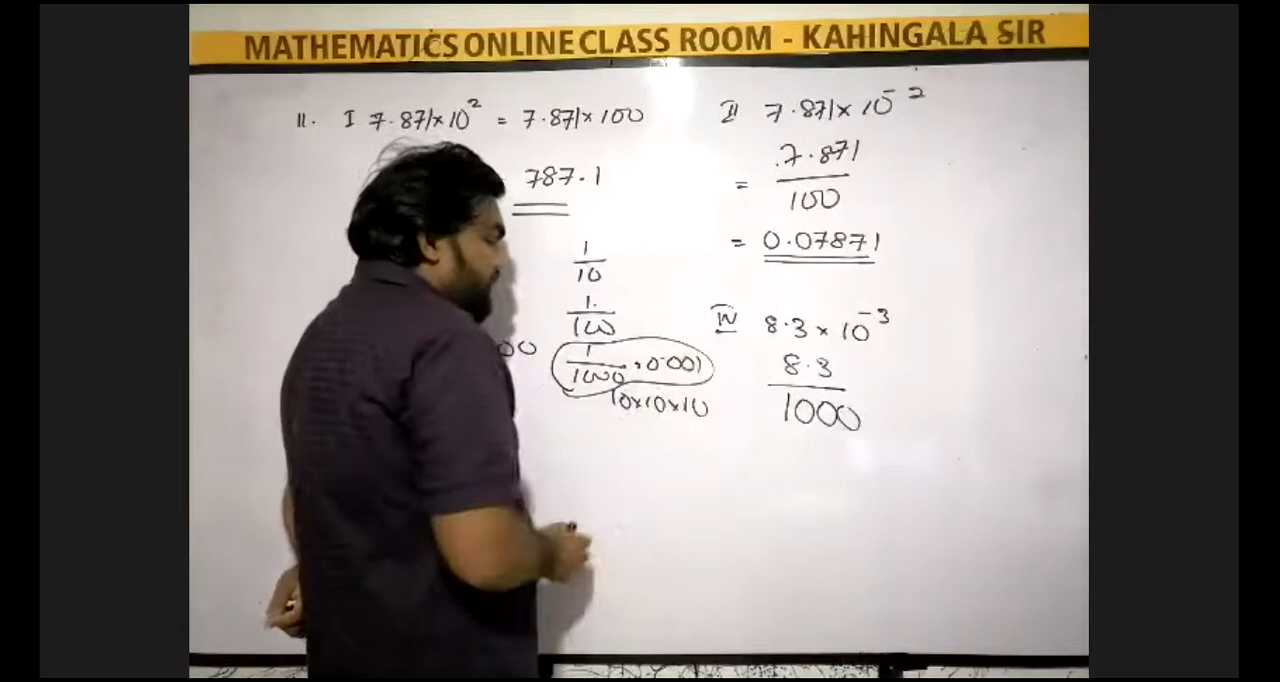 MATHEMATICS ONLINE CLASS ROOM - KAHINGALA SIR
11. I 7.871×10² = 7.871×100
787.1
1/10
1/100
00
1/1000 = 0.001
10×10×10
II 7.871×10⁻²
= 7.871/100
= 0.07871
IV 8.3×10⁻³
8.3/1000